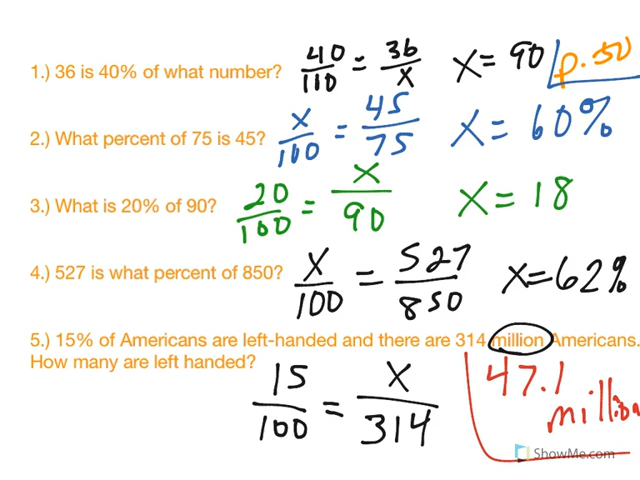 1.) 36 is 40% of what number? 40/100 = 36/x x = 90 p. 50
2.) What percent of 75 is 45? x/100 = 45/75 x = 60%
3.) What is 20% of 90? 20/100 = x/90 x = 18
4.) 527 is what percent of 850? x/100 = 527/850 x = 62%
5.) 15% of Americans are left-handed and there are 314 million Americans.
How many are left handed?
15/100 = x/314 47.1
million
ShowMe.com